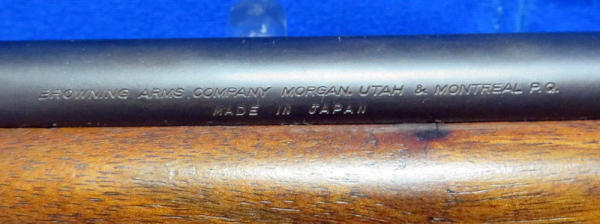 BROWNING ARMS COMPANY MORGAN, UTAH & MONTREAL P.Q.
MADE IN JAPAN